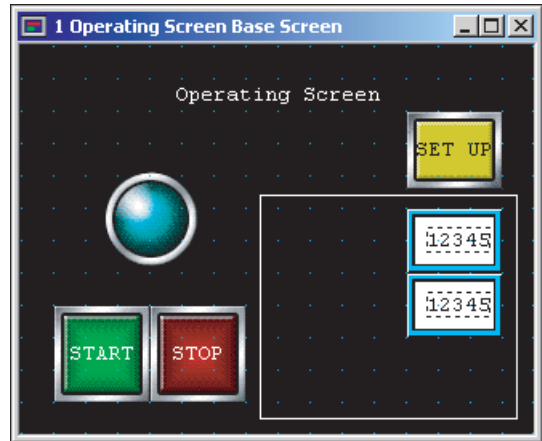 1 Operating Screen Base Screen
Operating Screen
SET UP
12345
12345
START STOP